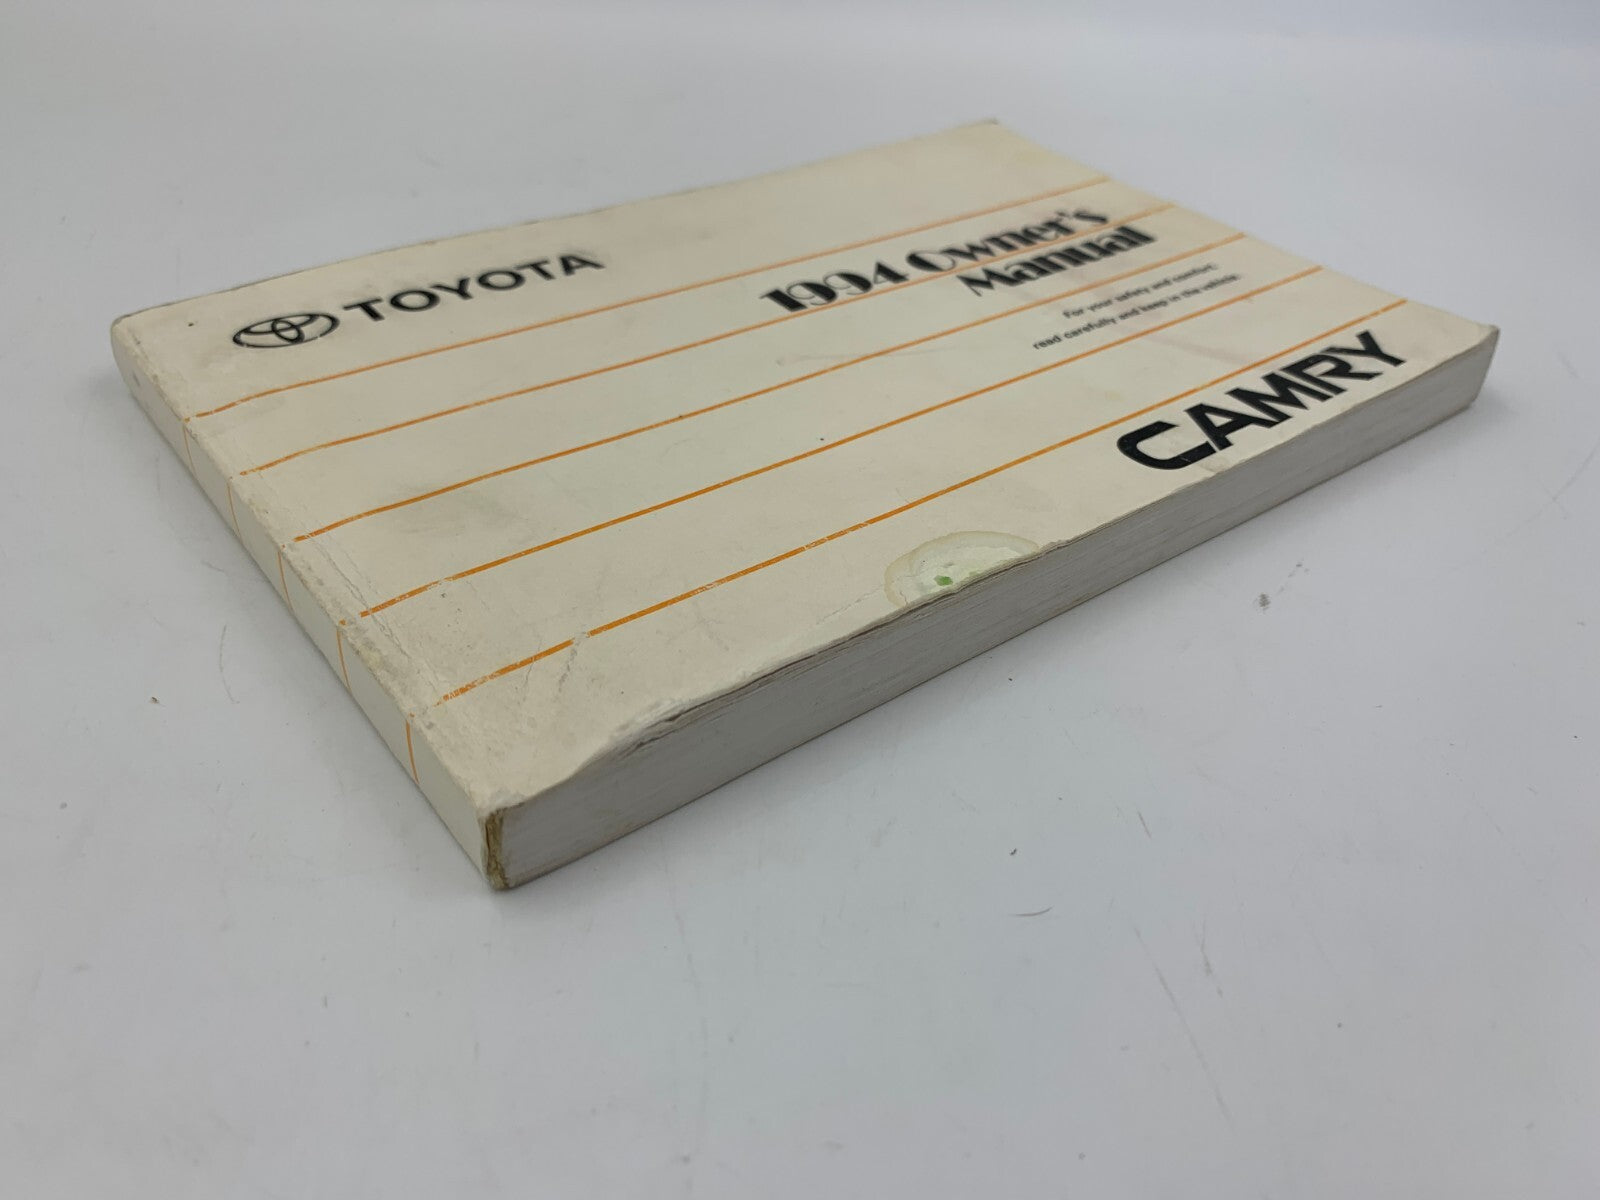 TOYOTA
1994 Owner's
Manual
For your safety and comfort,
read carefully and keep in the vehicle.
CAMRY